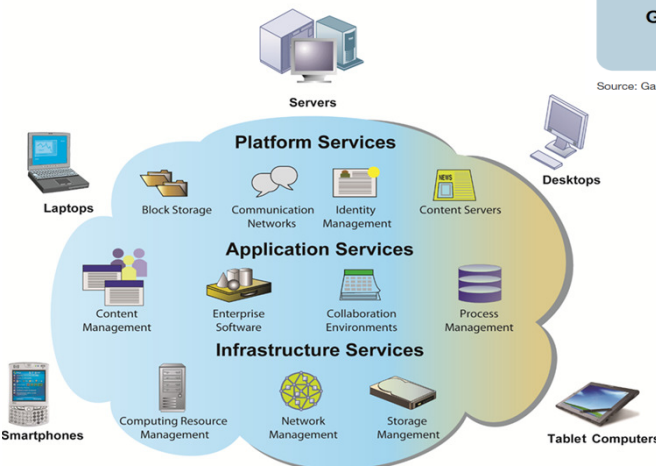 G
Source: Ga
Servers
Platform Services
Laptops
Desktops
Block Storage
Communication
Networks
Identity
Management
NEWS
Content Servers
Application Services
Content
Management
Enterprise
Software
Collaboration
Environments
Process
Management
Infrastructure Services
Smartphones
Computing Resource
Management
Network
Management
Storage
Mangement
Tablet Computers